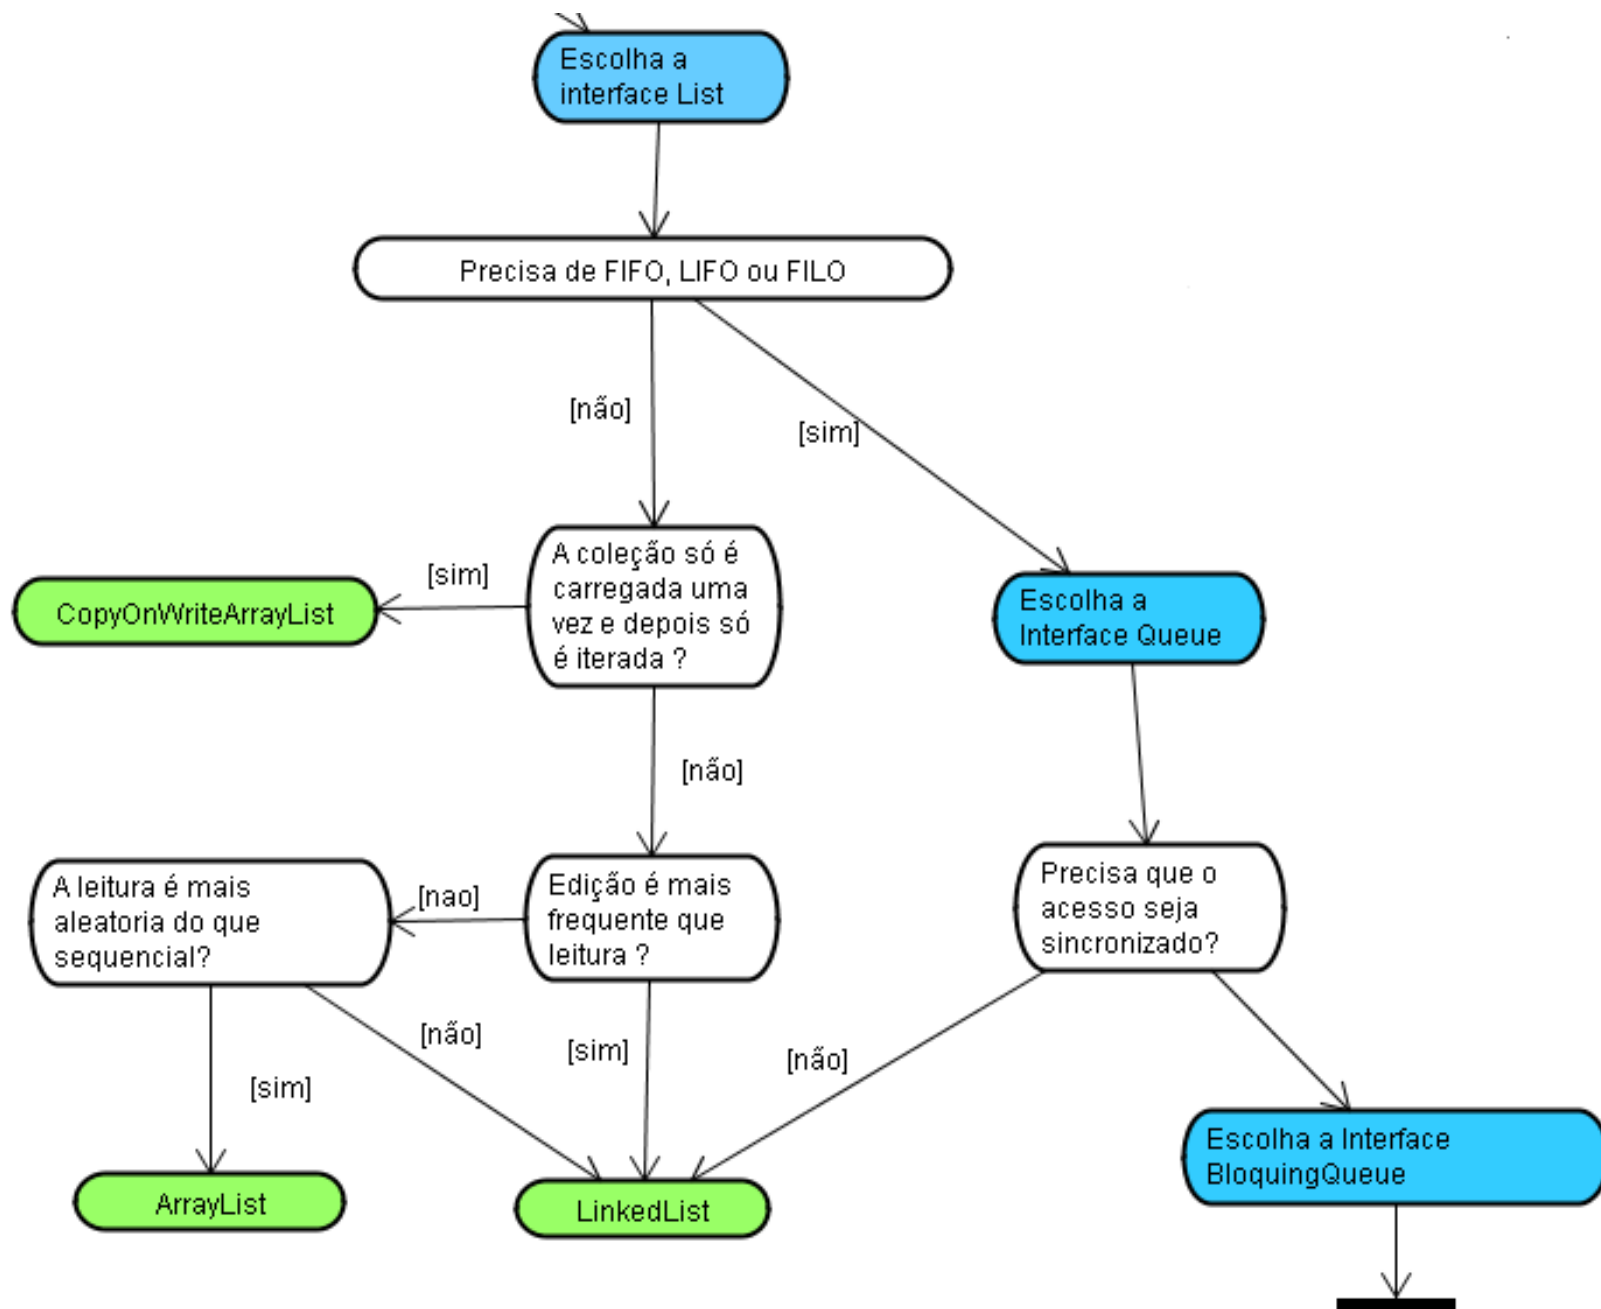 Escolha a
interface List
Precisa de FIFO, LIFO ou FILO
[não]
[sim]
A coleção só é
carregada uma
vez e depois só
é iterada ?
[sim]
CopyOnWriteArrayList
Escolha a
Interface Queue
[não]
A leitura é mais
aleatoria do que
sequencial?
[nao]
Edição é mais
frequente que
leitura ?
Precisa que o
acesso seja
sincronizado?
[não]
[sim]
[não]
[sim]
Escolha a Interface
BloquingQueue
ArrayList
LinkedList